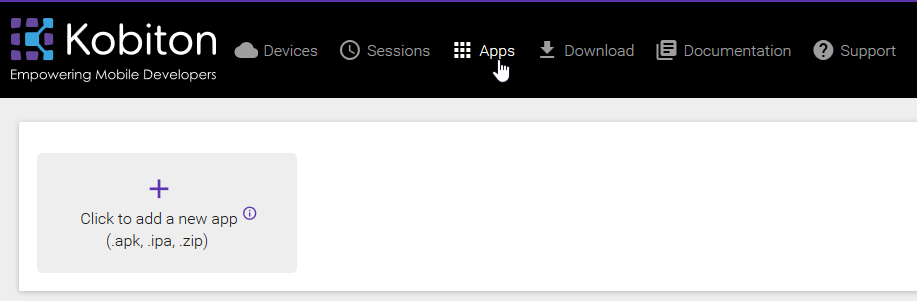 Kobiton
Empowering Mobile Developers
Devices
Sessions
Apps
Download
Documentation
Support
Click to add a new app
(.apk, .ipa, .zip)